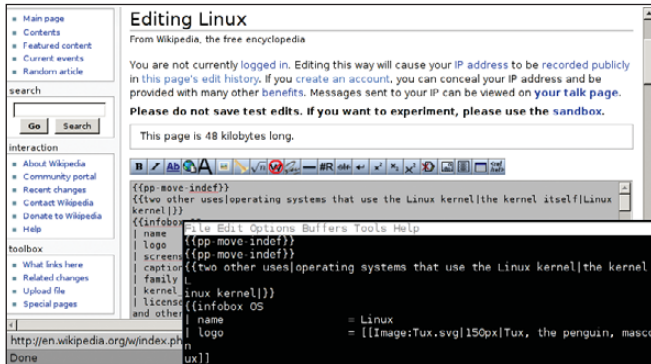 Main page
Contents
Featured content
Current events
Random article
search
Go Search
interaction
About Wikipedia
Community portal
Recent changes
Contact Wikipedia
Donate to Wikipedia
Help
toolbox
What links here
Related changes
Upload file
Special pages
Editing Linux
From Wikipedia, the free encyclopedia
You are not currently logged in. Editing this way will cause your IP address to be recorded publicly
in this page's edit history. If you create an account, you can conceal your IP address and be
provided with many other benefits. Messages sent to your IP can be viewed on your talk page.
Please do not save test edits. If you want to experiment, please use the sandbox.
This page is 48 kilobytes long.
{{pp-move-indef}}
{{two other uses|operating systems that use the Linux kernel|the kernel itself|Linux
kernel|}}
{{infobox OS
| name
| logo
| screens
| caption
| family
| kernel_
| license
and other
http://en.wikipedia.org/w/index.ph
Done
File Edit Options Buffers Tools Help
{{pp-move-indef}}
{{pp-move-indef}}
{{two other uses|operating systems that use the Linux kernel|the kernel
L
inux kernel|}}
{{infobox OS
| name = Linux
| logo = [[Image:Tux.svg|150px|Tux, the penguin, masco
n
ux]]